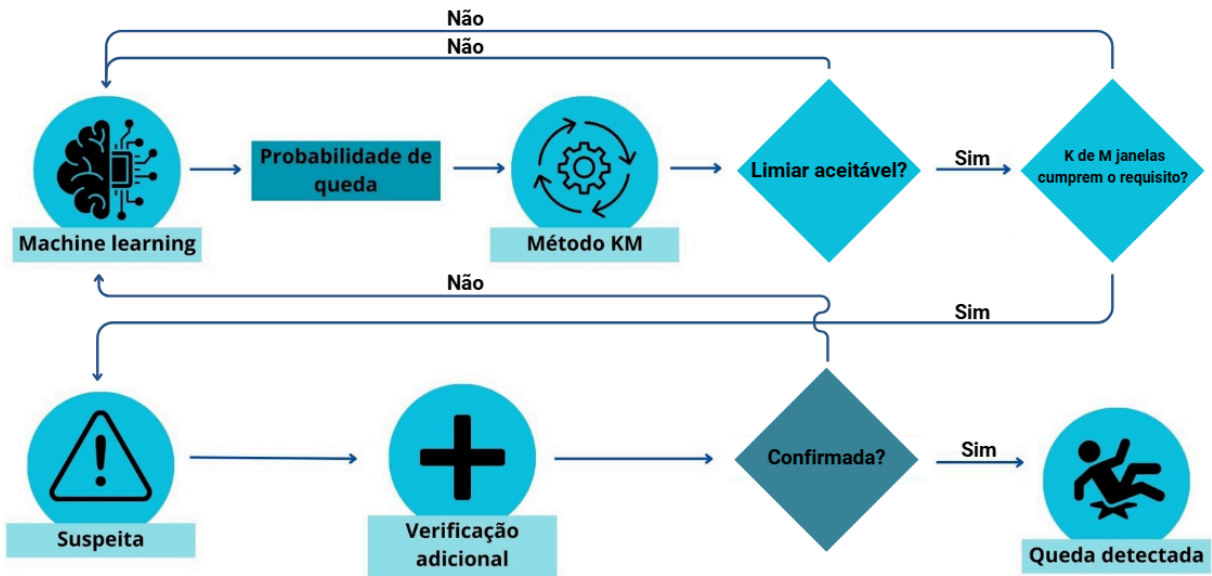 Não
Não
Machine learning
Probabilidade de
queda
Método KM
Limiar aceitável?
Sim
K de M janelas
cumprem o requisito?
Não
Sim
Suspeita
Verificação
adicional
Confirmada?
Sim
Queda detectada